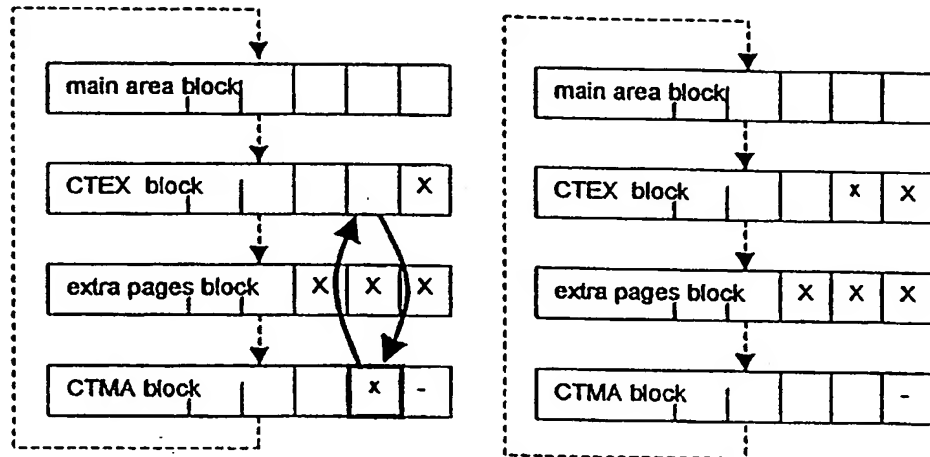 main area block
CTEX block X
extra pages block X X X
CTMA block x -
main area block
CTEX block x X
extra pages block X X X
CTMA block -